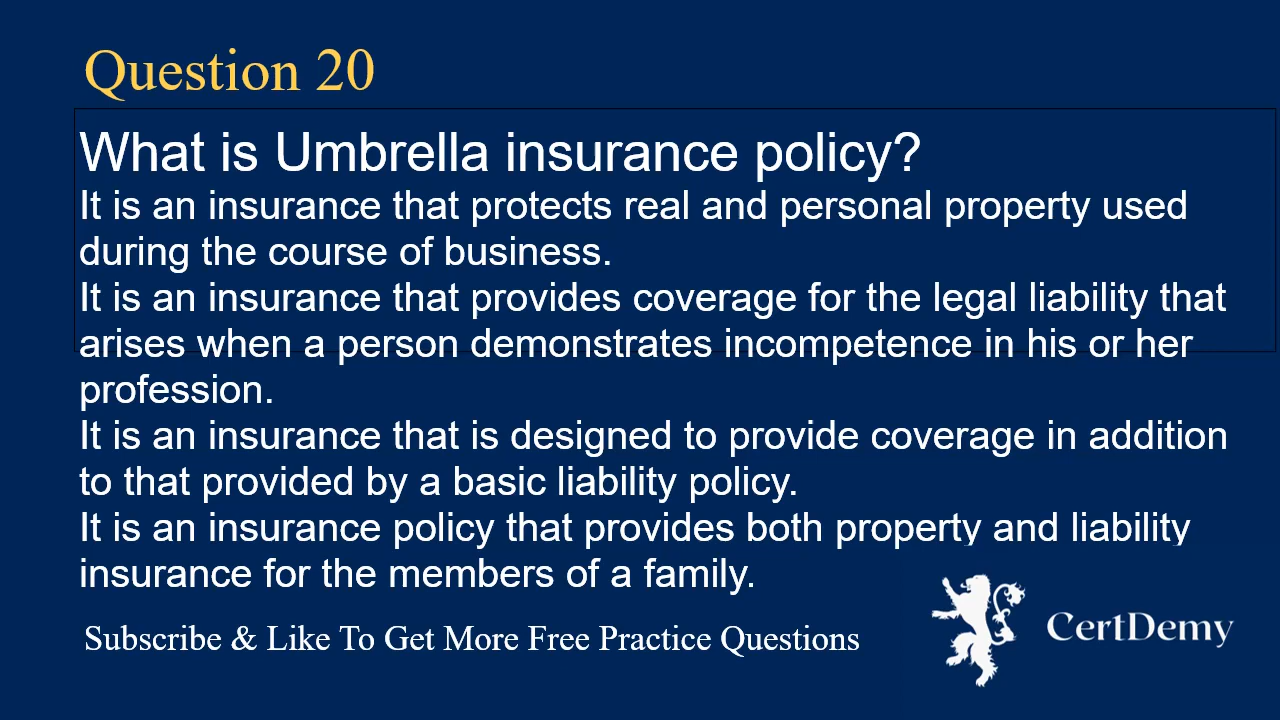 Question 20
What is Umbrella insurance policy?
It is an insurance that protects real and personal property used
during the course of business.
It is an insurance that provides coverage for the legal liability that
arises when a person demonstrates incompetence in his or her
profession.
It is an insurance that is designed to provide coverage in addition
to that provided by a basic liability policy.
It is an insurance policy that provides both property and liability
insurance for the members of a family.
Subscribe & Like To Get More Free Practice Questions
CertDemy